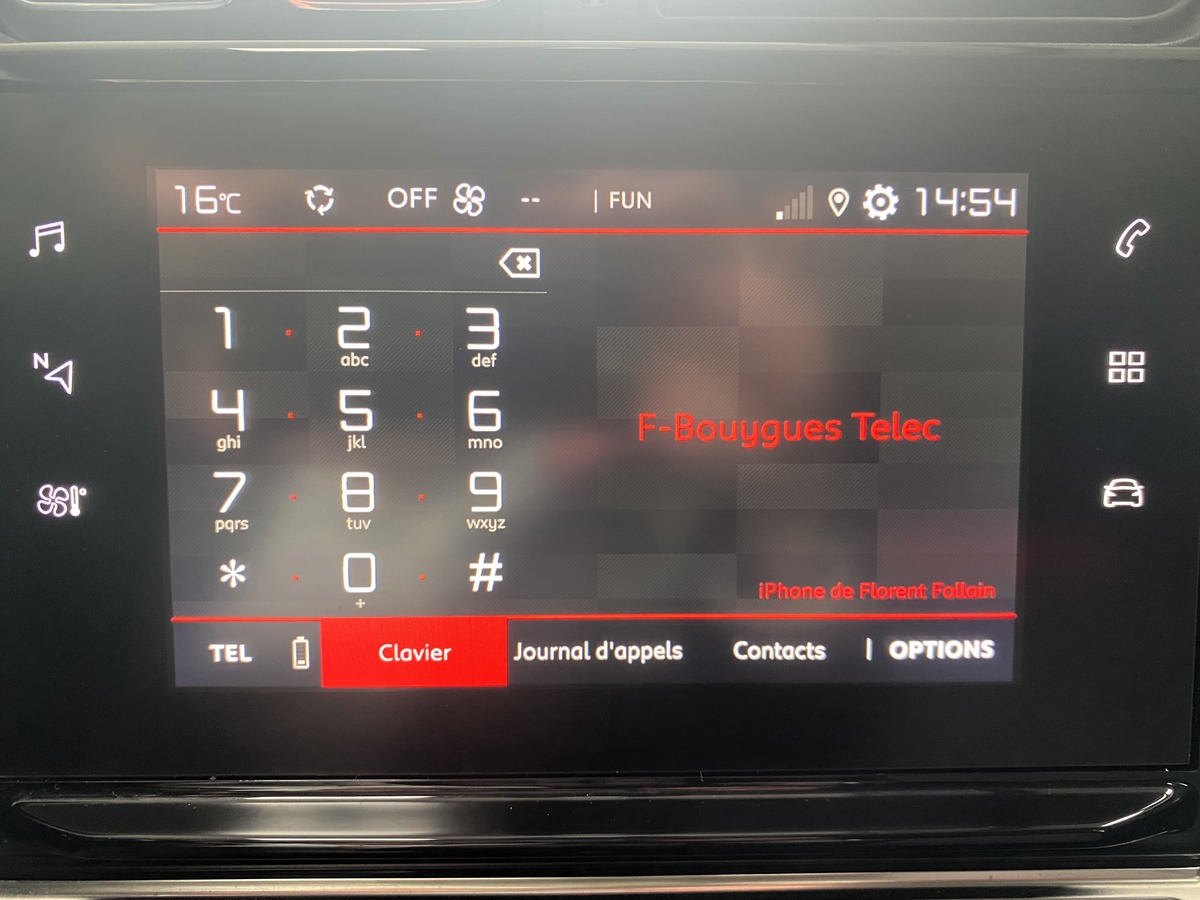 16°C OFF -- | FUN 14:54
1 2 3
abc def
4 5 6
ghi jkl mno
F-Bouygues Telec
7 8 9
pqrs tuv wxyz
* 0 #
+
iPhone de Florent Follain
TEL Clavier Journal d'appels Contacts | OPTIONS
N